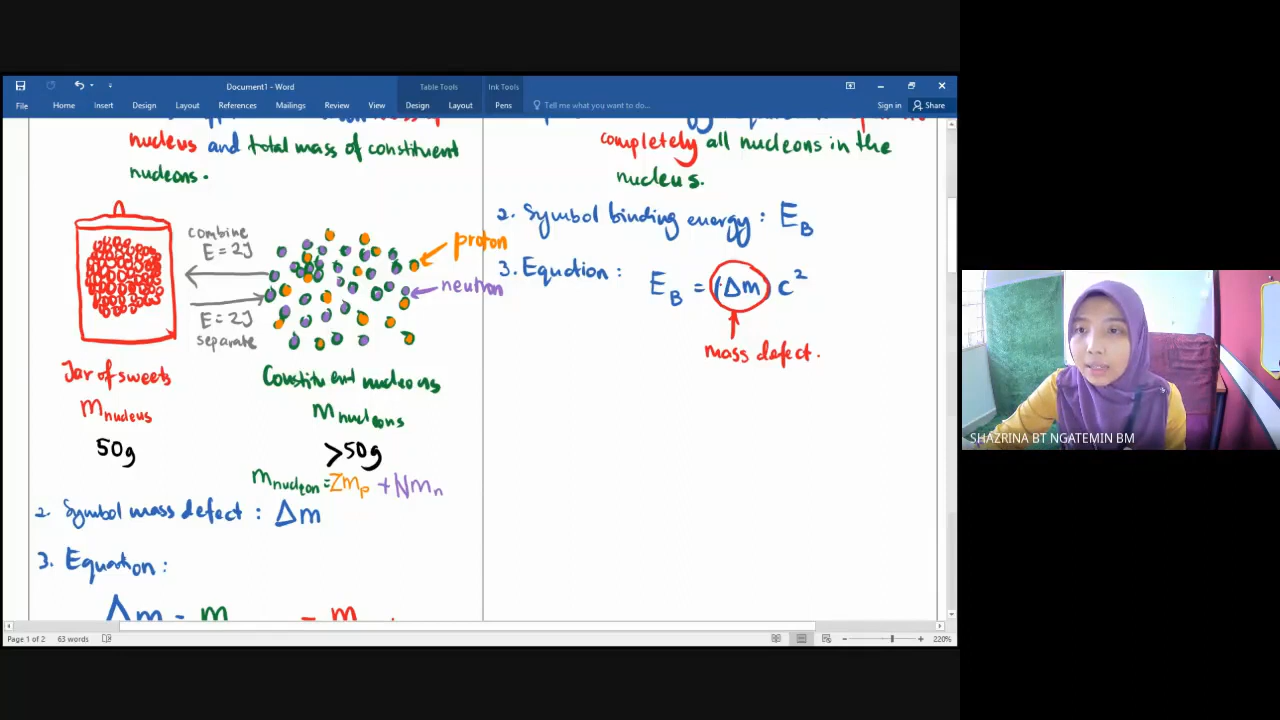 Document1 - Word
Table Tools
Ink Tools
File
Home
Insert
Design
Layout
References
Mailings
Review
View
Design
Layout
Pens
Tell me what you want to do...
Sign in
Share
nucleus and total mass of constituent
nucleons.
combine
E = 2J
E = 2J
separate
proton
neutron
Jar of sweets
Mnucleus
50g
Constituent nucleons
Mnucleons
>50g
mnucleon = Zmp + Nmn
2. Symbol mass defect : Δm
3. Equation :
Δm = m
= m
completely all nucleons in the
nucleus.
2. Symbol binding energy : EB
3. Equation :
EB = (Δm) c²
mass defect.
SHAZRINA BT NGATEMIN BM
Page 1 of 2
63 words
220%